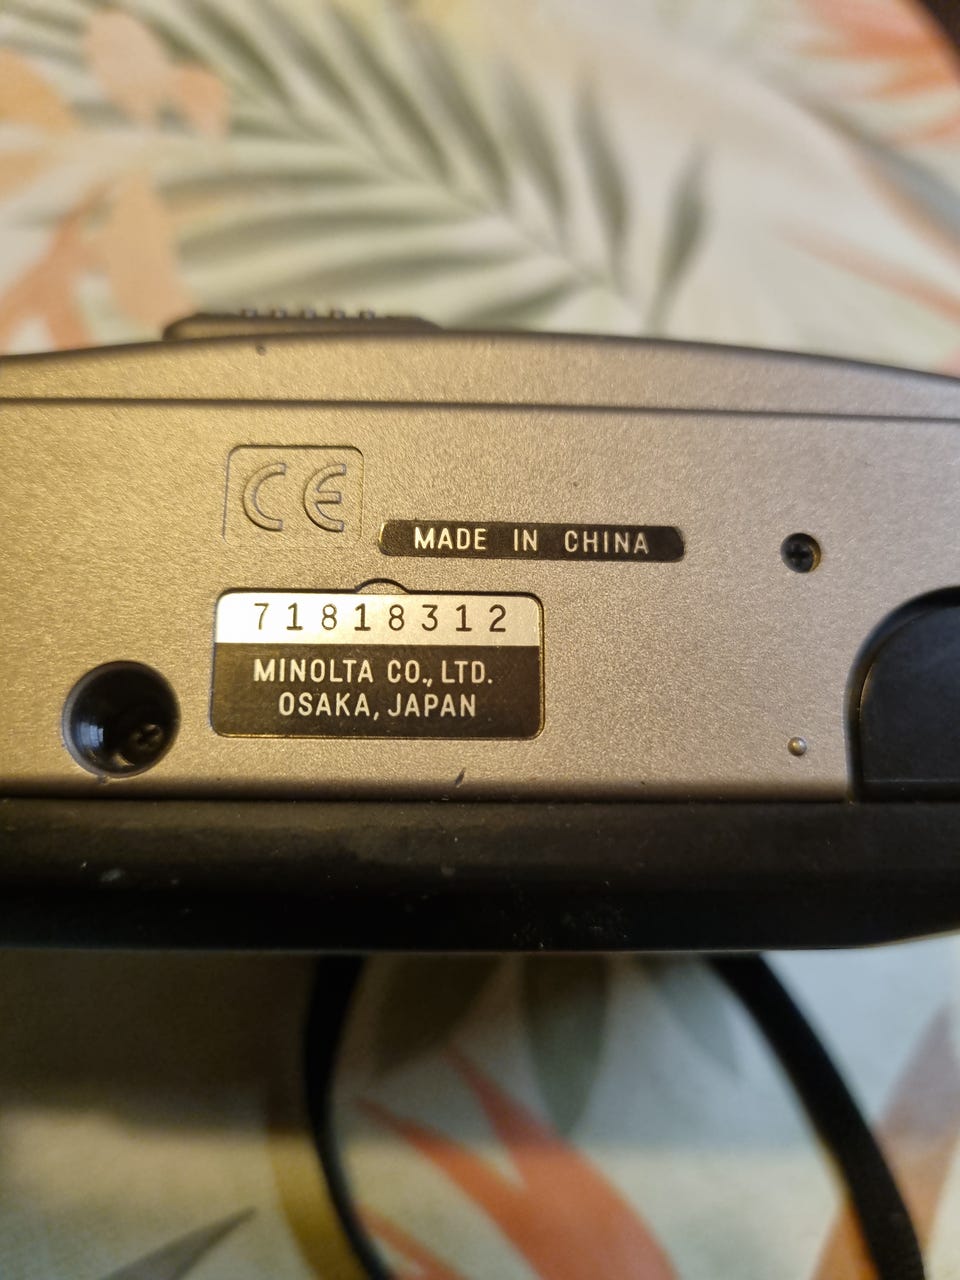 CE
MADE IN CHINA
71818312
MINOLTA CO., LTD.
OSAKA, JAPAN